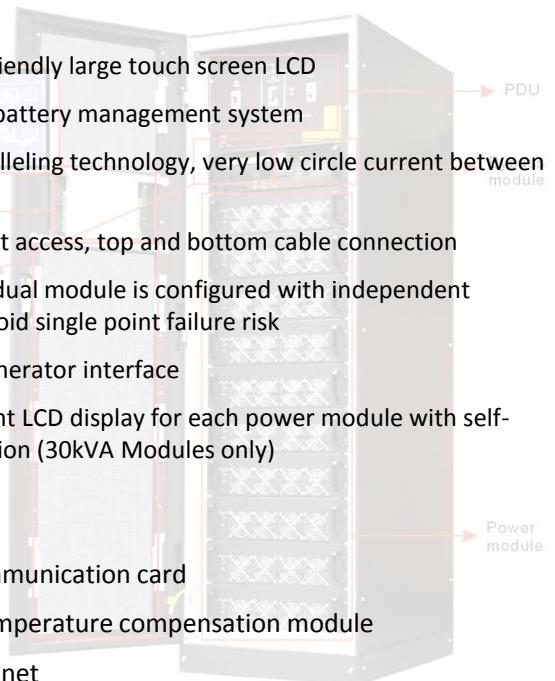 iendly large touch screen LCD
PDU
battery management system
lleling technology, very low circle current between
module
t access, top and bottom cable connection
dual module is configured with independent
oid single point failure risk
nerator interface
nt LCD display for each power module with self-
ion (30kVA Modules only)
Power
module
mmunication card
mperature compensation module
net